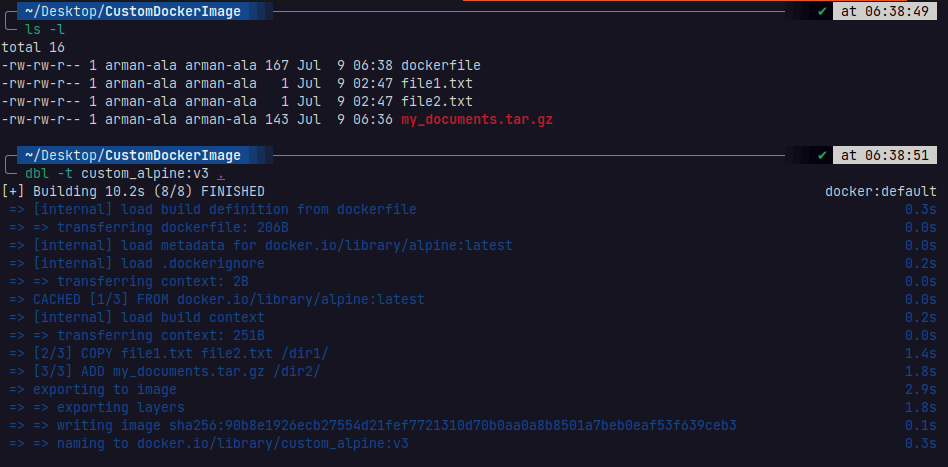 ~/Desktop/CustomDockerImage ✔ at 06:38:49
ls -l
total 16
-rw-rw-r-- 1 arman-ala arman-ala 167 Jul  9 06:38 dockerfile
-rw-rw-r-- 1 arman-ala arman-ala   1 Jul  9 02:47 file1.txt
-rw-rw-r-- 1 arman-ala arman-ala   1 Jul  9 02:47 file2.txt
-rw-rw-r-- 1 arman-ala arman-ala 143 Jul  9 06:36 my_documents.tar.gz
~/Desktop/CustomDockerImage ✔ at 06:38:51
dbl -t custom_alpine:v3 .
[+] Building 10.2s (8/8) FINISHED docker:default
=> [internal] load build definition from dockerfile 0.3s
=> => transferring dockerfile: 206B 0.0s
=> [internal] load metadata for docker.io/library/alpine:latest 0.0s
=> [internal] load .dockerignore 0.2s
=> => transferring context: 2B 0.0s
=> CACHED [1/3] FROM docker.io/library/alpine:latest 0.0s
=> [internal] load build context 0.2s
=> => transferring context: 251B 0.0s
=> [2/3] COPY file1.txt file2.txt /dir1/ 1.4s
=> [3/3] ADD my_documents.tar.gz /dir2/ 1.8s
=> exporting to image 2.9s
=> => exporting layers 1.8s
=> => writing image sha256:90b8e1926ecb27554d21fef7721310d70b0aa0a8b8501a7beb0eaf53f639ceb3 0.1s
=> => naming to docker.io/library/custom_alpine:v3 0.3s